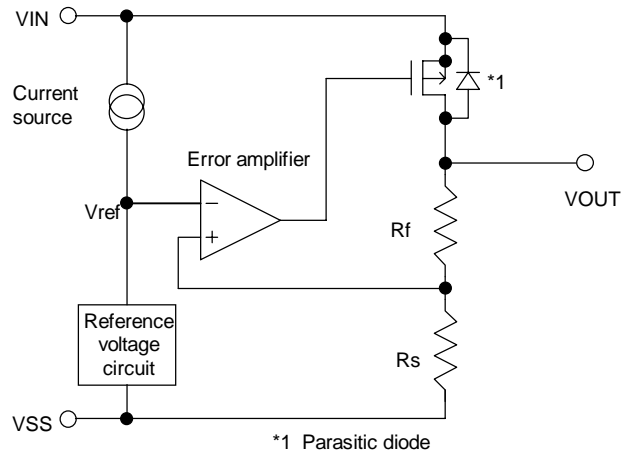 VIN
*1
Current
source
Error amplifier
VOUT
Vref
−
+
Rf
Reference
voltage
circuit
Rs
VSS
*1 Parasitic diode